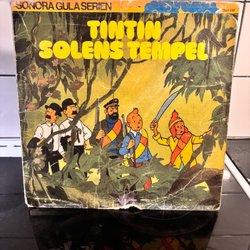 SONORA GULA SERIEN
TINTIN
SOLENS TEMPEL